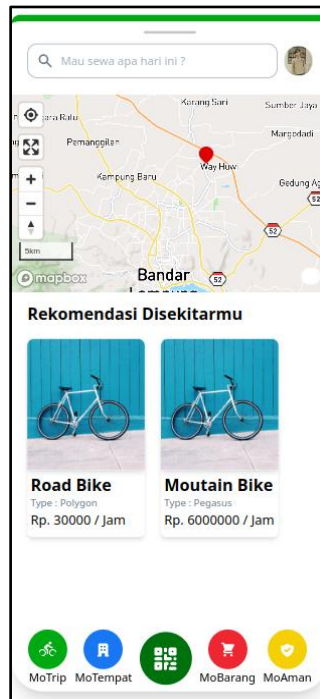 Mau sewa apa hari ini ?
Karang Sari
Sumber Jaya
Margodadi
Pemanggilan
Way Huwi
Kampung Baru
Gedung Ag
52
52
52
5km
mapbox
Bandar
Rekomendasi Disekitarmu
Road Bike
Type : Polygon
Rp. 30000 / Jam
Moutain Bike
Type : Pegasus
Rp. 6000000 / Jam
MoTrip
MoTempat
MoBarang
MoAman